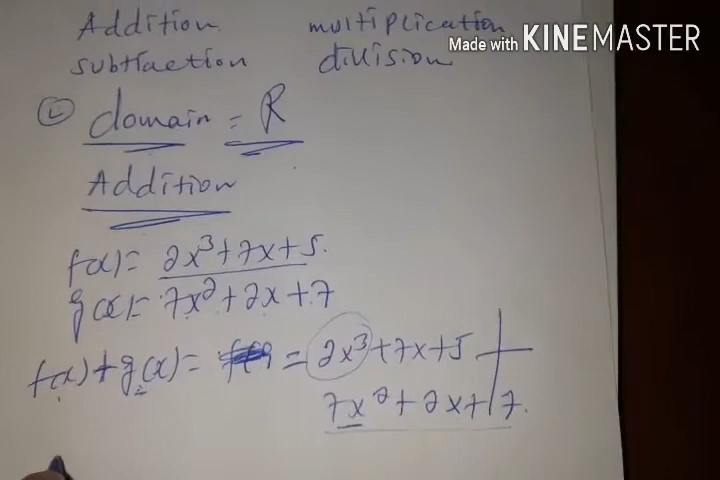 Addition multiplication
subtraction division
Made with KINEMASTER
② domain = R
Addition
f(x) = 2x³+7x+5.
g(x) = 7x²+2x+7
f(x)+g(x) = = 2x³+7x+5 +
7x²+2x+7.